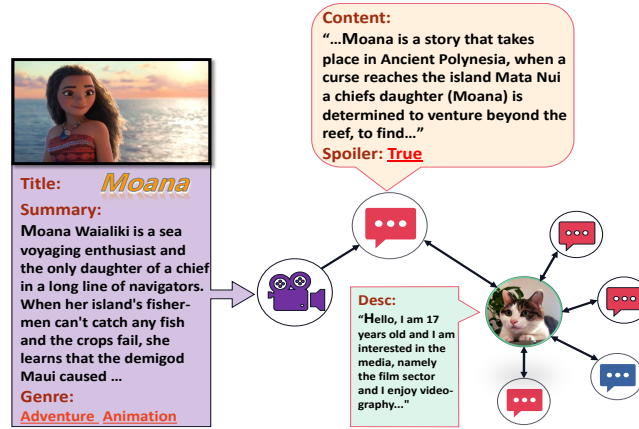 Content:
“...Moana is a story that takes
place in Ancient Polynesia, when a
curse reaches the island Mata Nui
a chiefs daughter (Moana) is
determined to venture beyond the
reef, to find...”
Spoiler: True
Title: Moana
Summary:
Moana Waialiki is a sea
voyaging enthusiast and
the only daughter of a chief
in a long line of navigators.
When her island's fisher-
men can't catch any fish
and the crops fail, she
learns that the demigod
Maui caused ...
Genre:
Adventure Animation
Desc:
“Hello, I am 17
years old and I am
interested in the
media, namely
the film sector
and I enjoy video-
graphy..."